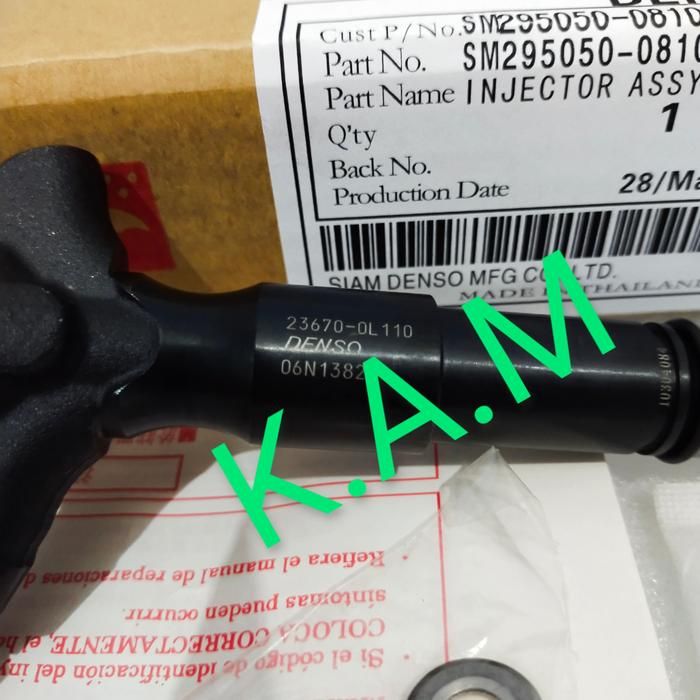 Cust P/No. SM295050-0810
Part No. SM295050-0810
Part Name INJECTOR ASSY
Q'ty 1
Back No.
Production Date 28/Ma
SIAM DENSO MFG CO., LTD.
MADE IN THAILAND
23670-0L110
DENSO
06N1382
K.A.M
Refiera el manual de reparaciones d
síntomas pueden ocurrir.
COLOCA CORRECTAMENTE, el
Si el código de identificación del iny